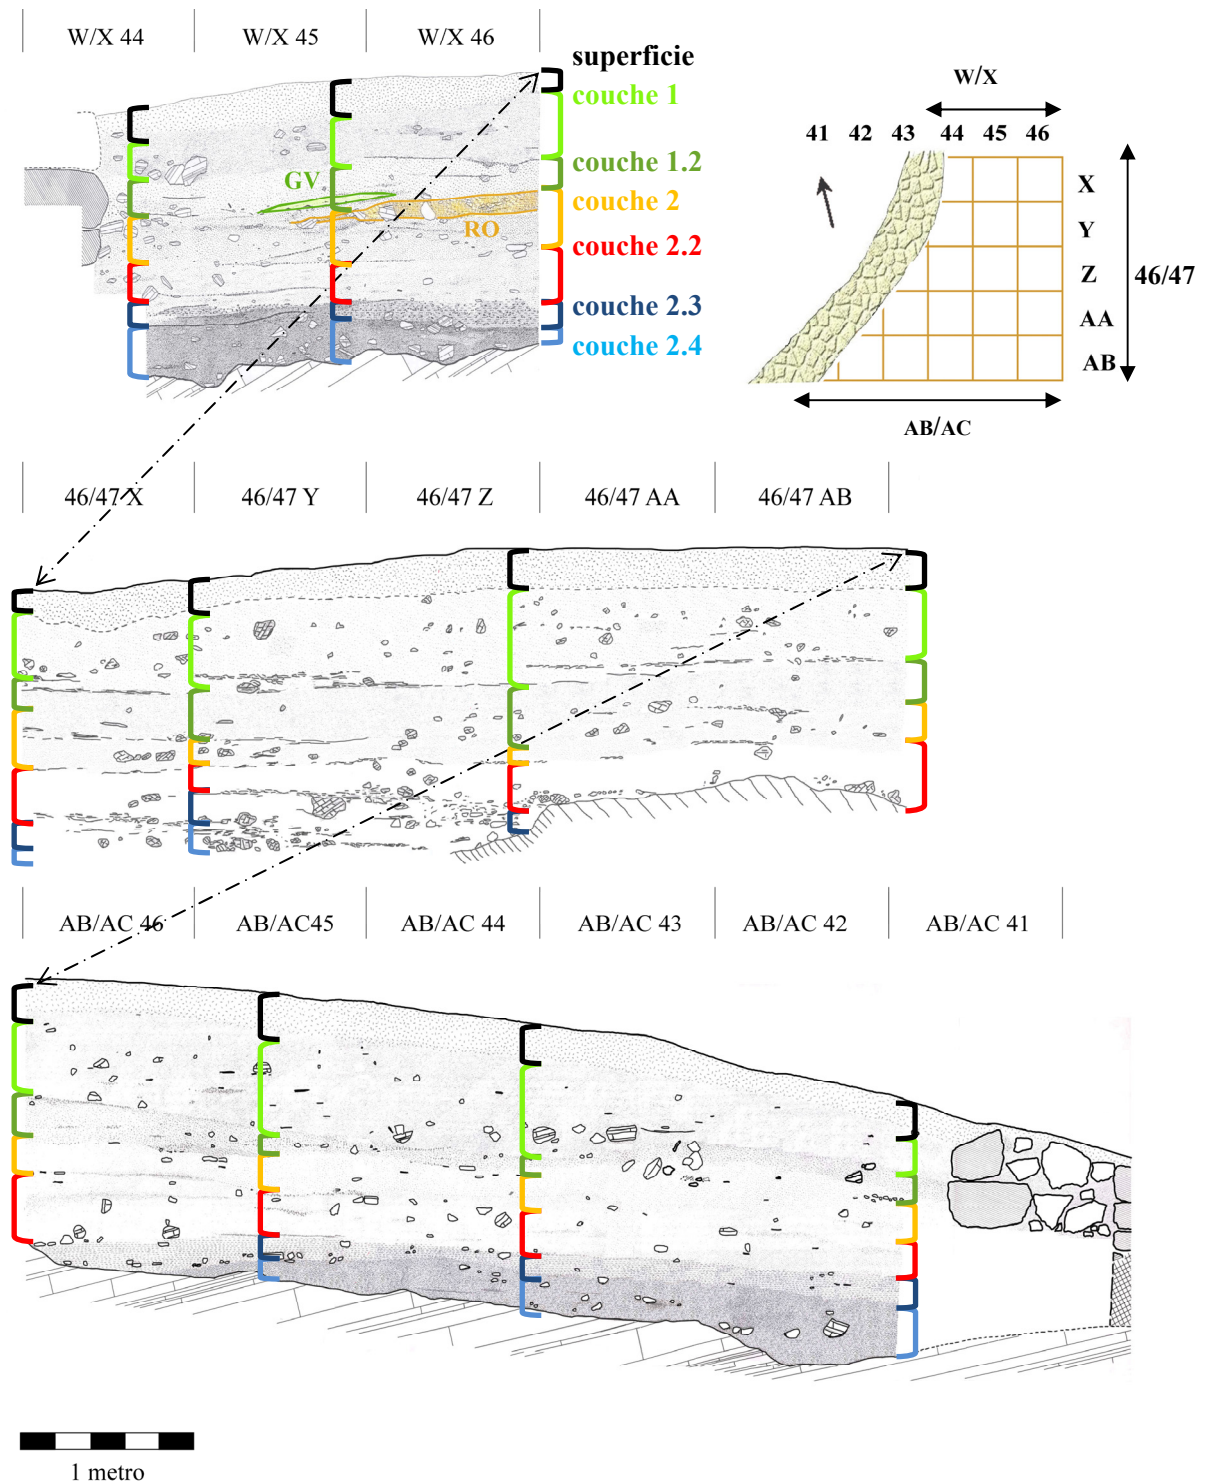 W/X 44 W/X 45 W/X 46
superficie
couche 1
couche 1.2
couche 2
couche 2.2
couche 2.3
couche 2.4
GV
RO
W/X
41 42 43 44 45 46
X
Y
Z
AA
AB
46/47
AB/AC
46/47 X 46/47 Y 46/47 Z 46/47 AA 46/47 AB
AB/AC 46 AB/AC45 AB/AC 44 AB/AC 43 AB/AC 42 AB/AC 41
1 metro